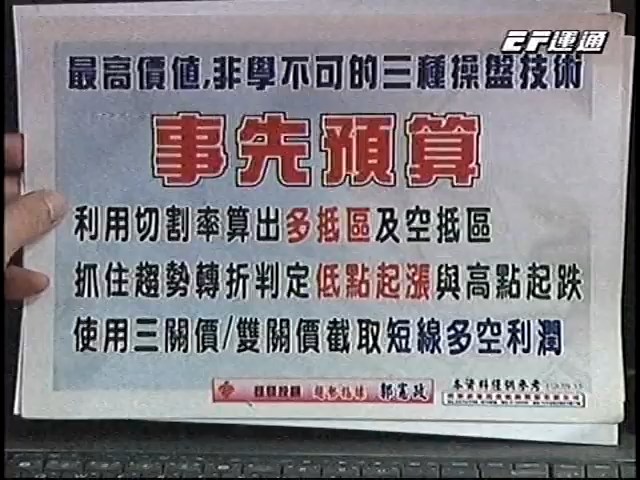 EF運通
最高價值,非學不可的三種操盤技術
事先預算
利用切割率算出多抵區及空抵區
抓住趨勢轉折判定低點起漲與高點起跌
使用三關價/雙關價截取短線多空利潤
郭憲政
本資料僅供參考